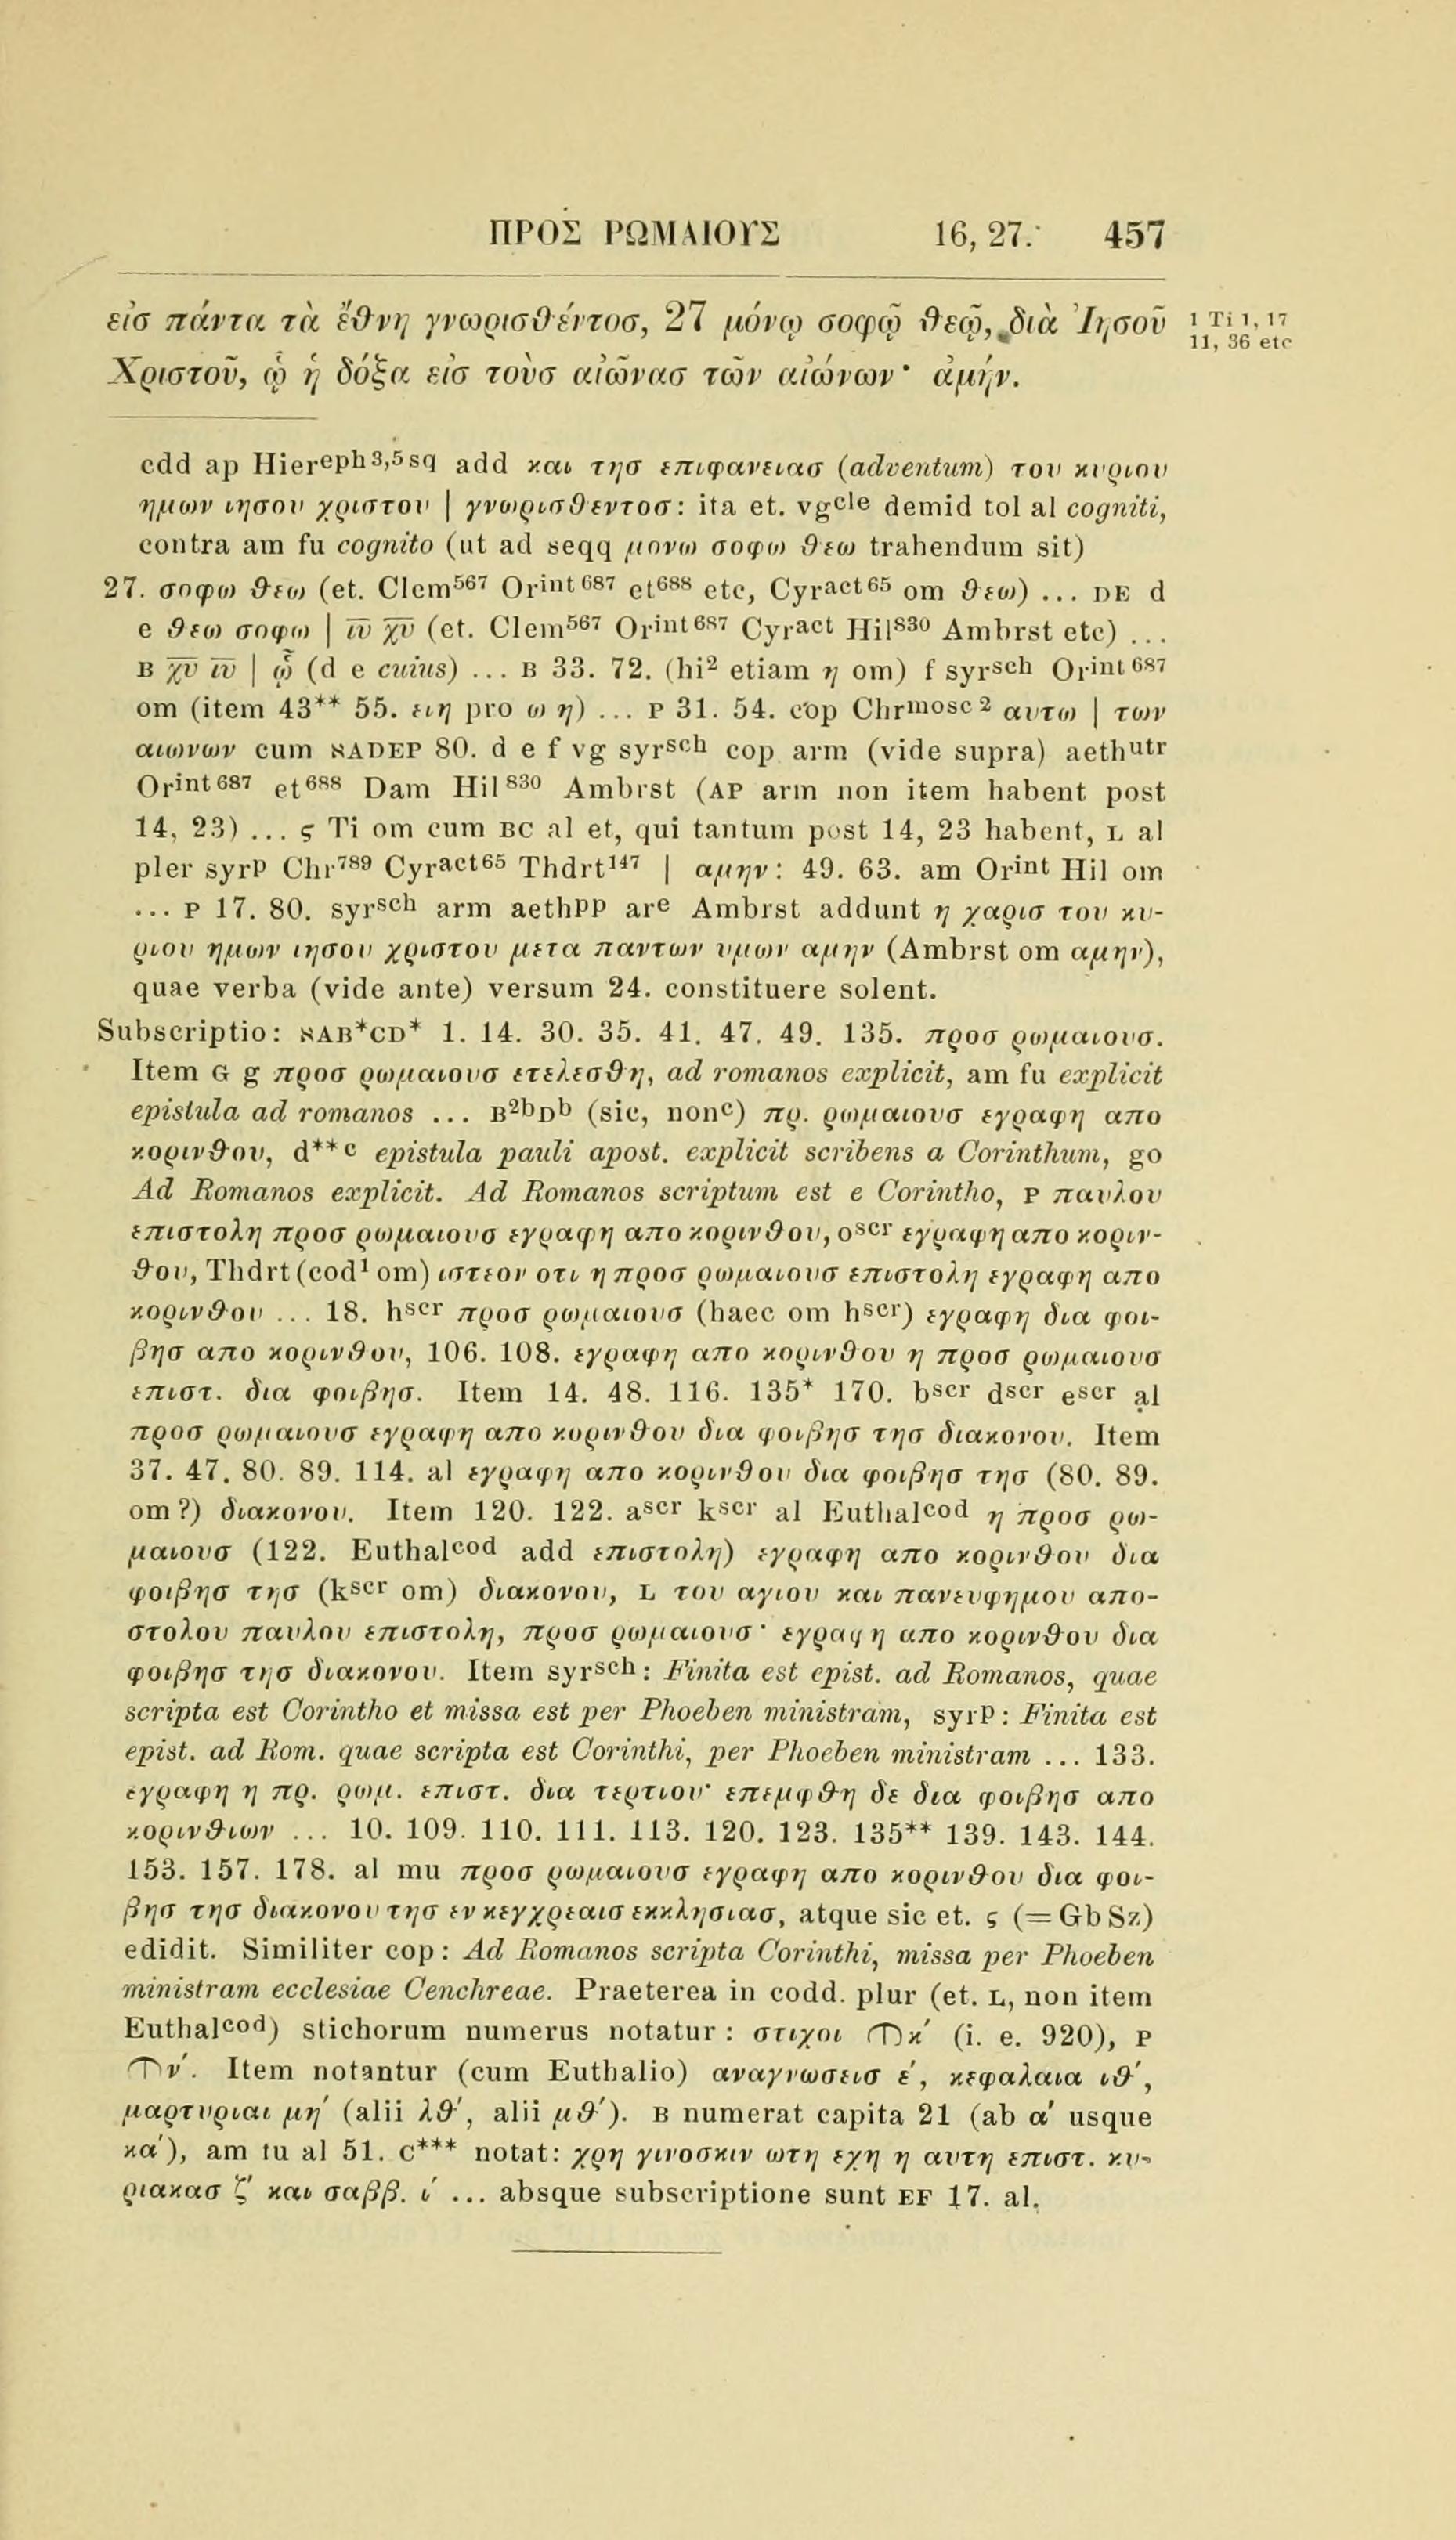 ΠΡΟΣ ΡΩΜΑΙΟΥΣ 16, 27. 457
εἰσ πάντα τὰ ἔθνη γνωρισθέντοσ, 27 μόνῳ σοφῷ θεῷ, διὰ Ἰησοῦ
1 Ti 1, 17
11, 36 etc
Χριστοῦ, ᾧ ἡ δόξα εἰσ τοὺσ αἰῶνασ τῶν αἰώνων· ἀμήν.
cdd ap Hiereph 3,5 sq add και τησ επιφανειασ (adventum) του κυριου
ημων ιησου χριστου | γνωρισθεντοσ: ita et. vgcle demid tol al cogniti,
contra am fu cognito (ut ad seqq μονω σοφω θεω trahendum sit)
27. σοφω θεω (et. Clem567 Orint 687 et688 etc, Cyract65 om θεω) ... DE d
e θεω σοφω | ι̅υ̅ χ̅υ̅ (et. Clem567 Orint 687 Cyract Hil830 Ambrst etc) ...
B χ̅υ̅ ι̅υ̅ | ᾧ (d e cuius) ... B 33. 72. (hi2 etiam η om) f syrsch Orint 687
om (item 43** 55. ειη pro ω η) ... P 31. 54. cop Chrmosc 2 αυτω | των
αιωνων cum ℵADEP 80. d e f vg syrsch cop arm (vide supra) aethutr
Orint 687 et688 Dam Hil 830 Ambrst (AP arm non item habent post
14, 23) ... ς Ti om cum BC al et, qui tantum post 14, 23 habent, L al
pler syrp Chr789 Cyract65 Thdrt147 | αμην: 49. 63. am Orint Hil om
... P 17. 80. syrsch arm aethpp are Ambrst addunt η χαρισ του κυ-
ριου ημων ιησου χριστου μετα παντων υμων αμην (Ambrst om αμην),
quae verba (vide ante) versum 24. constituere solent.
Subscriptio: ℵAB*CD* 1. 14. 30. 35. 41. 47. 49. 135. προσ ρωμαιουσ.
Item G g προσ ρωμαιουσ ετελεσθη, ad romanos explicit, am fu explicit
epistula ad romanos ... B2bDb (sic, nonc) πρ. ρωμαιουσ εγραφη απο
κορινθου, d**c epistula pauli apost. explicit scribens a Corinthum, go
Ad Romanos explicit. Ad Romanos scriptum est e Corintho, P παυλου
επιστολη προσ ρωμαιουσ εγραφη απο κορινθου, oscr εγραφη απο κοριν-
θου, Thdrt (cod1 om) ιστεον οτι η προσ ρωμαιουσ επιστολη εγραφη απο
κορινθου ... 18. hscr προσ ρωμαιουσ (haec om hscr) εγραφη δια φοι-
βησ απο κορινθου, 106. 108. εγραφη απο κορινθου η προσ ρωμαιουσ
επιστ. δια φοιβησ. Item 14. 48. 116. 135* 170. bscr dscr escr al
προσ ρωμαιουσ εγραφη απο κορινθου δια φοιβησ τησ διακονου. Item
37. 47. 80. 89. 114. al εγραφη απο κορινθου δια φοιβησ τησ (80. 89.
om?) διακονου. Item 120. 122. ascr kscr al Euthalcod η προσ ρω-
μαιουσ (122. Euthalcod add επιστολη) εγραφη απο κορινθου δια
φοιβησ τησ (kscr om) διακονου, L του αγιου και πανευφημου απο-
στολου παυλου επιστολη, προσ ρωμαιουσ· εγραφη απο κορινθου δια
φοιβησ τησ διακονου. Item syrsch: Finita est epist. ad Romanos, quae
scripta est Corintho et missa est per Phoeben ministram, syrp: Finita est
epist. ad Rom. quae scripta est Corinthi, per Phoeben ministram ... 133.
εγραφη η πρ. ρωμ. επιστ. δια τερτιου· επεμφθη δε δια φοιβησ απο
κορινθιων ... 10. 109. 110. 111. 113. 120. 123. 135** 139. 143. 144.
153. 157. 178. al mu προσ ρωμαιουσ εγραφη απο κορινθου δια φοι-
βησ τησ διακονου τησ εν κεγχρεαισ εκκλησιασ, atque sic et. ς (= Gb Sz)
edidit. Similiter cop: Ad Romanos scripta Corinthi, missa per Phoeben
ministram ecclesiae Cenchreae. Praeterea in codd. plur (et. L, non item
Euthalcod) stichorum numerus notatur: στιχοι Ϡκ′ (i. e. 920), P
Ϡν′. Item notantur (cum Euthalio) αναγνωσεισ ε′, κεφαλαια ιθ′,
μαρτυριαι μη′ (alii λθ′, alii μθ′). B numerat capita 21 (ab α′ usque
κα′), am fu al 51. C*** notat: χρη γινοσκιν ωτη εχη η αυτη επιστ. κυ-
ριακασ ζ′ και σαββ. ι′ ... absque subscriptione sunt EF 17. al.